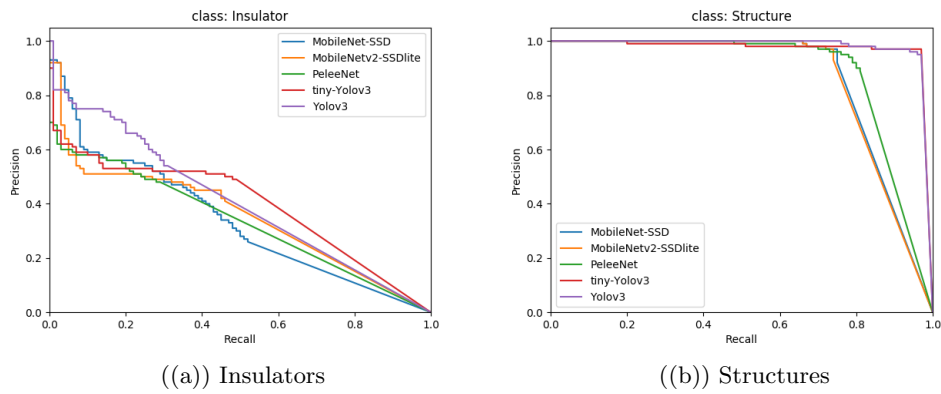 class: Insulator
1.0
0.8
0.6
0.4
0.2
0.0
Precision
MobileNet-SSD
MobileNetv2-SSDlite
PeleeNet
tiny-Yolov3
Yolov3
0.0 0.2 0.4 0.6 0.8 1.0
Recall
((a)) Insulators
class: Structure
1.0
0.8
0.6
0.4
0.2
0.0
Precision
MobileNet-SSD
MobileNetv2-SSDlite
PeleeNet
tiny-Yolov3
Yolov3
0.0 0.2 0.4 0.6 0.8 1.0
Recall
((b)) Structures